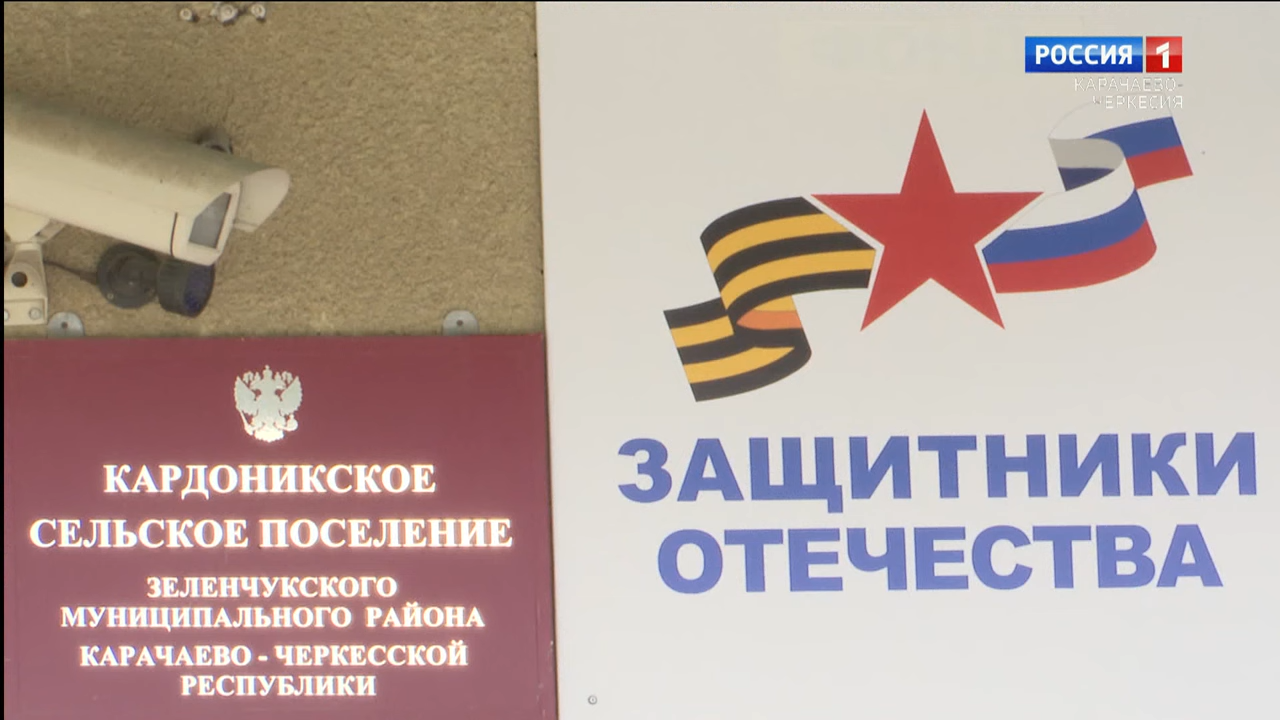 РОССИЯ 1
КАРАЧАЕВО-
ЧЕРКЕСИЯ
КАРДОНИКСКОЕ
СЕЛЬСКОЕ ПОСЕЛЕНИЕ
ЗЕЛЕНЧУКСКОГО
МУНИЦИПАЛЬНОГО РАЙОНА
КАРАЧАЕВО - ЧЕРКЕССКОЙ
РЕСПУБЛИКИ
ЗАЩИТНИКИ
ОТЕЧЕСТВА